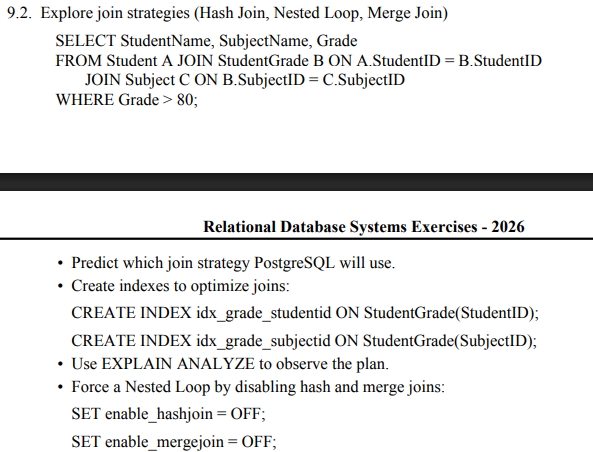 9.2. Explore join strategies (Hash Join, Nested Loop, Merge Join)
SELECT StudentName, SubjectName, Grade
FROM Student A JOIN StudentGrade B ON A.StudentID = B.StudentID
JOIN Subject C ON B.SubjectID = C.SubjectID
WHERE Grade > 80;
Relational Database Systems Exercises - 2026
• Predict which join strategy PostgreSQL will use.
• Create indexes to optimize joins:
CREATE INDEX idx_grade_studentid ON StudentGrade(StudentID);
CREATE INDEX idx_grade_subjectid ON StudentGrade(SubjectID);
• Use EXPLAIN ANALYZE to observe the plan.
• Force a Nested Loop by disabling hash and merge joins:
SET enable_hashjoin = OFF;
SET enable_mergejoin = OFF;